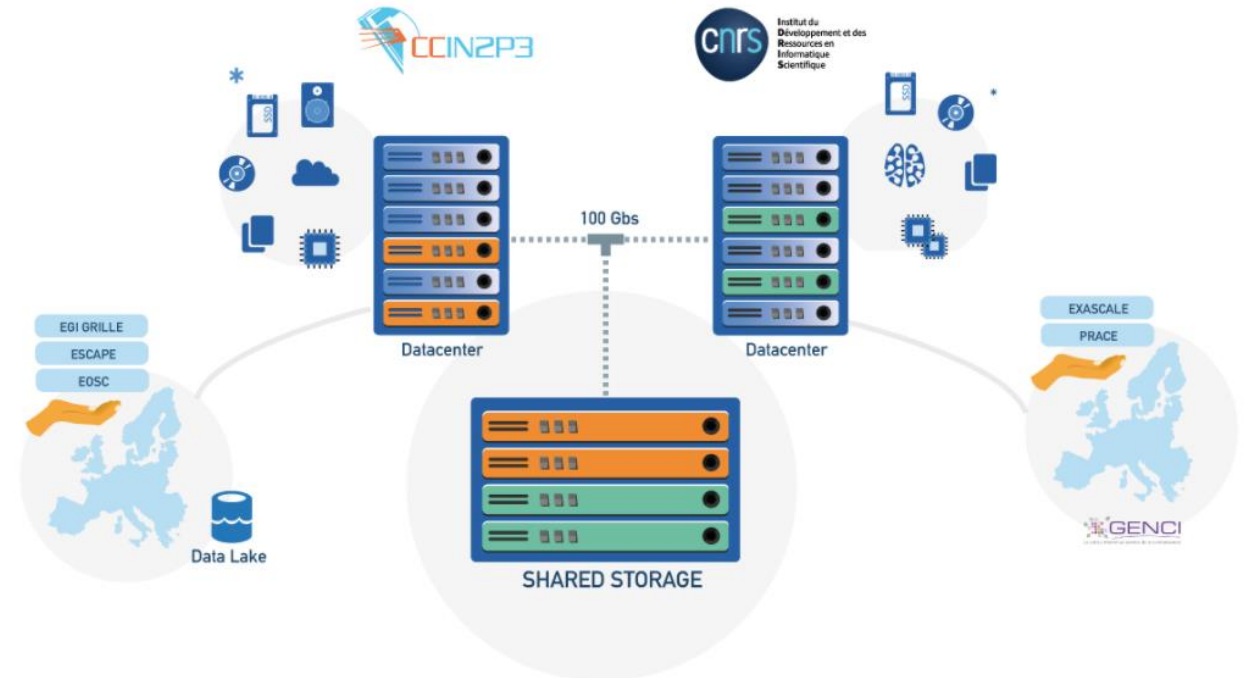 CCIN2P3
cnrs
Institut du
Développement et des
Ressources en
Informatique
Scientifique
SSD
SSD
100 Gbs
Datacenter
Datacenter
EGI GRILLE
ESCAPE
EOSC
EXASCALE
PRACE
Data Lake
GENCI
SHARED STORAGE